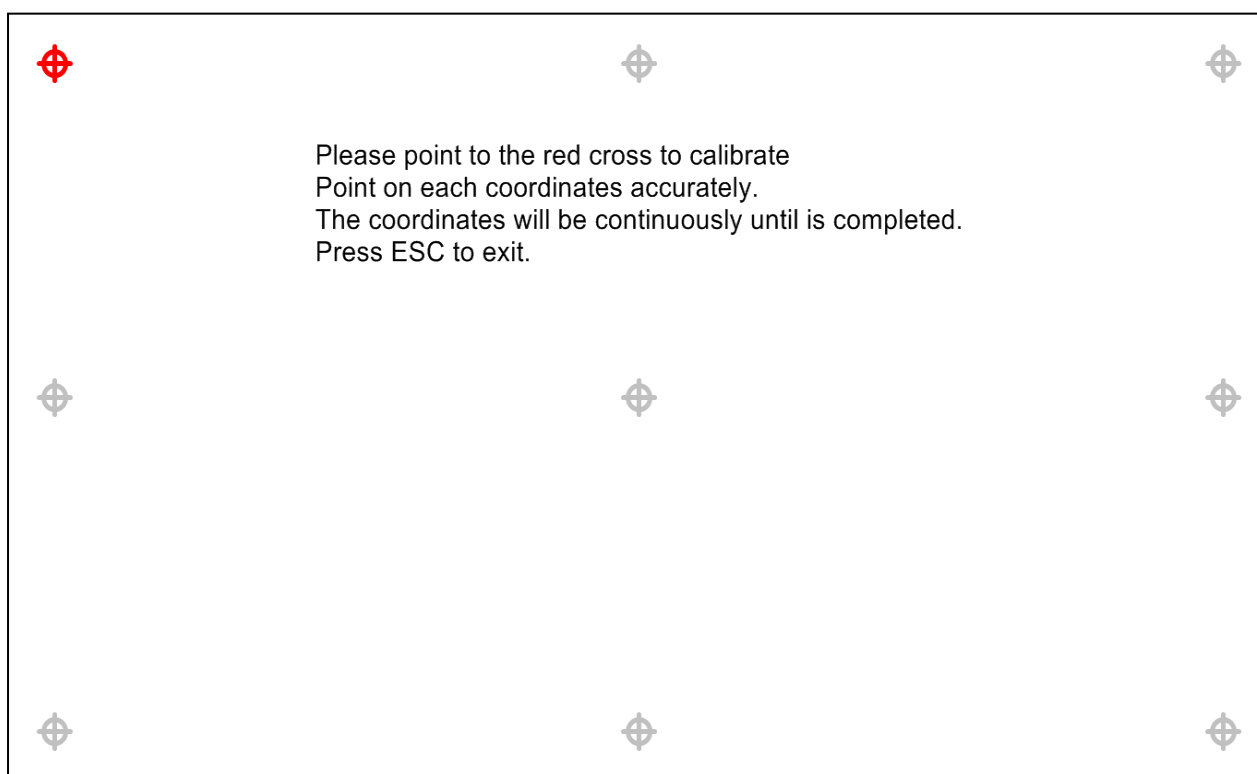 Please point to the red cross to calibrate
Point on each coordinates accurately.
The coordinates will be continuously until is completed.
Press ESC to exit.